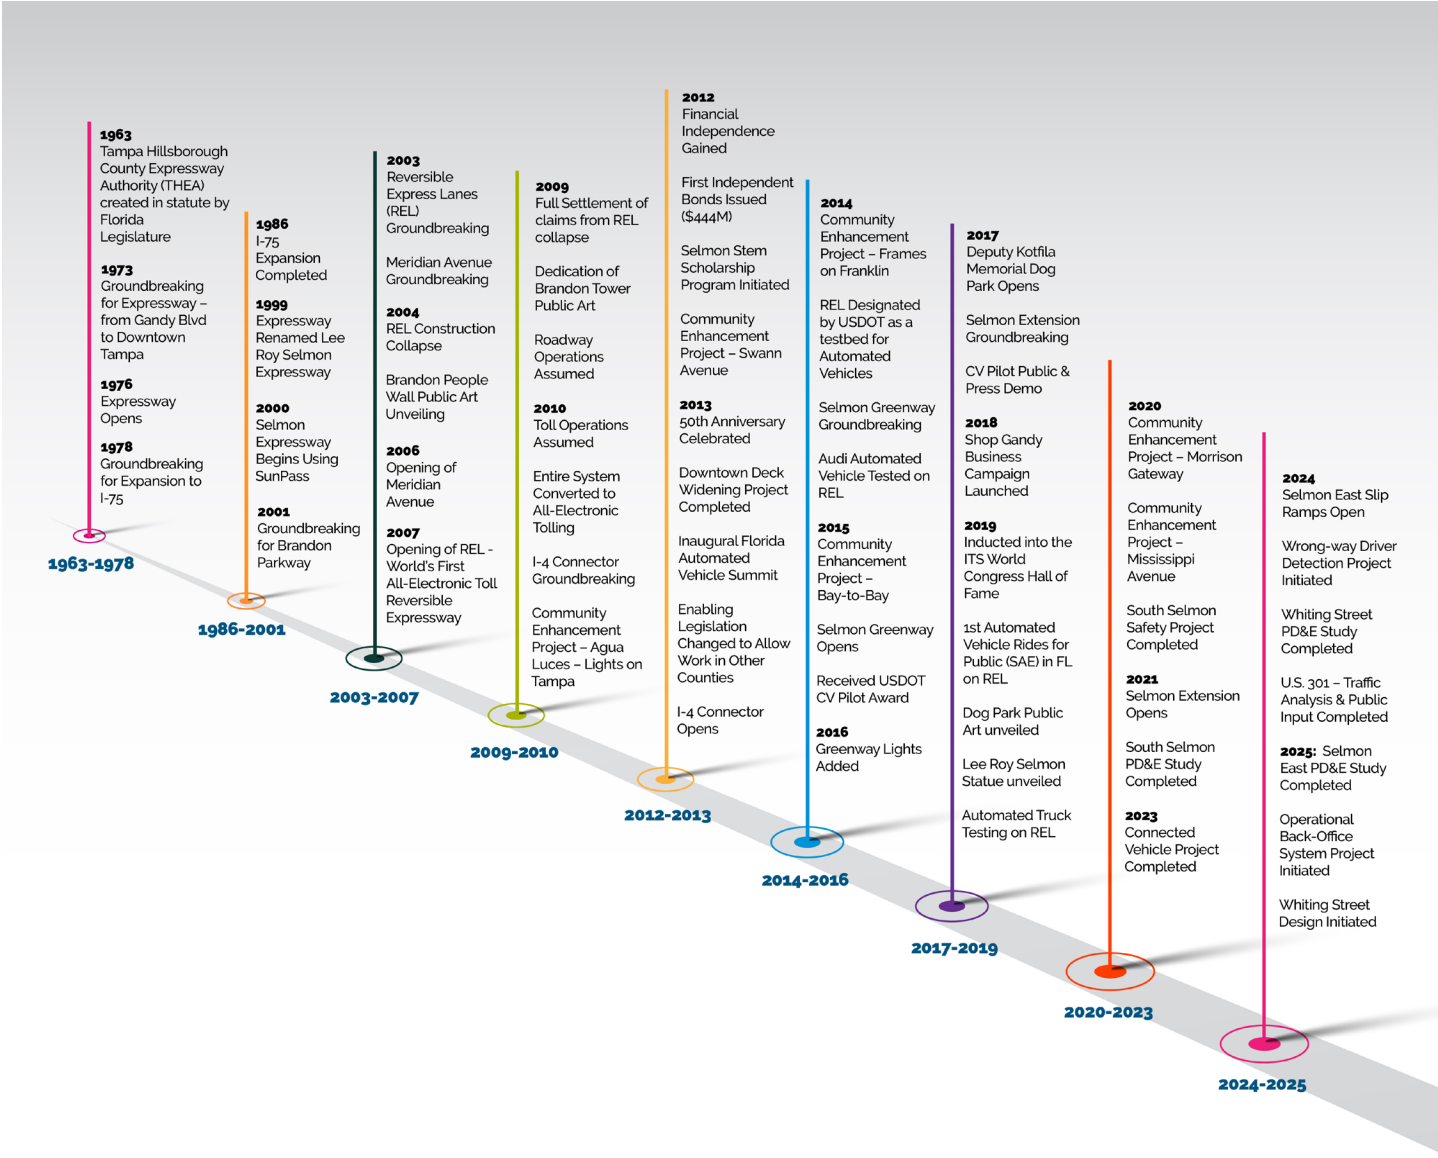 1963
Tampa Hillsborough
County Expressway
Authority (THEA)
created in statute by
Florida
Legislature
1973
Groundbreaking
for Expressway –
from Gandy Blvd
to Downtown
Tampa
1976
Expressway
Opens
1978
Groundbreaking
for Expansion to
I-75
1963-1978
1986
I-75
Expansion
Completed
1999
Expressway
Renamed Lee
Roy Selmon
Expressway
2000
Selmon
Expressway
Begins Using
SunPass
2001
Groundbreaking
for Brandon
Parkway
1986-2001
2003
Reversible
Express Lanes
(REL)
Groundbreaking
Meridian Avenue
Groundbreaking
2004
REL Construction
Collapse
Brandon People
Wall Public Art
Unveiling
2006
Opening of
Meridian
Avenue
2007
Opening of REL -
World's First
All-Electronic Toll
Reversible
Expressway
2003-2007
2009
Full Settlement of
claims from REL
collapse
Dedication of
Brandon Tower
Public Art
Roadway
Operations
Assumed
2010
Toll Operations
Assumed
Entire System
Converted to
All-Electronic
Tolling
I-4 Connector
Groundbreaking
Community
Enhancement
Project – Agua
Luces – Lights on
Tampa
2009-2010
2012
Financial
Independence
Gained
First Independent
Bonds Issued
($444M)
Selmon Stem
Scholarship
Program Initiated
Community
Enhancement
Project – Swann
Avenue
2013
50th Anniversary
Celebrated
Downtown Deck
Widening Project
Completed
Inaugural Florida
Automated
Vehicle Summit
Enabling
Legislation
Changed to Allow
Work in Other
Counties
I-4 Connector
Opens
2012-2013
2014
Community
Enhancement
Project – Frames
on Franklin
REL Designated
by USDOT as a
testbed for
Automated
Vehicles
Selmon Greenway
Groundbreaking
Audi Automated
Vehicle Tested on
REL
2015
Community
Enhancement
Project –
Bay-to-Bay
Selmon Greenway
Opens
Received USDOT
CV Pilot Award
2016
Greenway Lights
Added
2014-2016
2017
Deputy Kotfila
Memorial Dog
Park Opens
Selmon Extension
Groundbreaking
CV Pilot Public &
Press Demo
2018
Shop Gandy
Business
Campaign
Launched
2019
Inducted into the
ITS World
Congress Hall of
Fame
1st Automated
Vehicle Rides for
Public (SAE) in FL
on REL
Dog Park Public
Art unveiled
Lee Roy Selmon
Statue unveiled
Automated Truck
Testing on REL
2017-2019
2020
Community
Enhancement
Project – Morrison
Gateway
Community
Enhancement
Project –
Mississippi
Avenue
South Selmon
Safety Project
Completed
2021
Selmon Extension
Opens
South Selmon
PD&E Study
Completed
2023
Connected
Vehicle Project
Completed
2020-2023
2024
Selmon East Slip
Ramps Open
Wrong-way Driver
Detection Project
Initiated
Whiting Street
PD&E Study
Completed
U.S. 301 – Traffic
Analysis & Public
Input Completed
2025: Selmon
East PD&E Study
Completed
Operational
Back-Office
System Project
Initiated
Whiting Street
Design Initiated
2024-2025